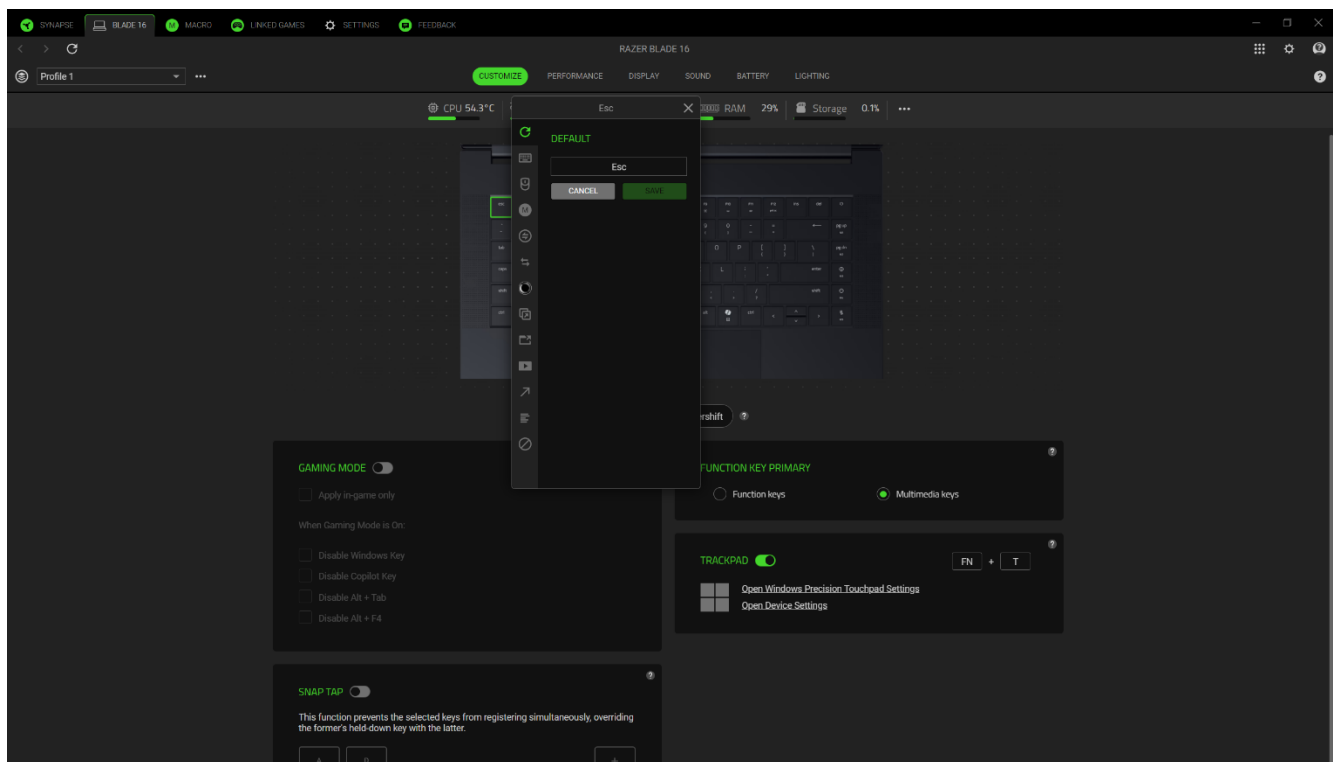 SYNAPSE BLADE 16 MACRO LINKED GAMES SETTINGS FEEDBACK
RAZER BLADE 16
Profile 1 CUSTOMIZE PERFORMANCE DISPLAY SOUND BATTERY LIGHTING
CPU 54.3°C RAM 29% Storage 0.1%
Esc
DEFAULT
Esc
CANCEL SAVE
O P
L
GAMING MODE
Apply in-game only
When Gaming Mode is On:
Disable Windows Key
Disable Copilot Key
Disable Alt + Tab
Disable Alt + F4
FUNCTION KEY PRIMARY
Function keys Multimedia keys
TRACKPAD FN + T
Open Windows Precision Touchpad Settings
Open Device Settings
SNAP TAP
This function prevents the selected keys from registering simultaneously, overriding
the former's held-down key with the latter.